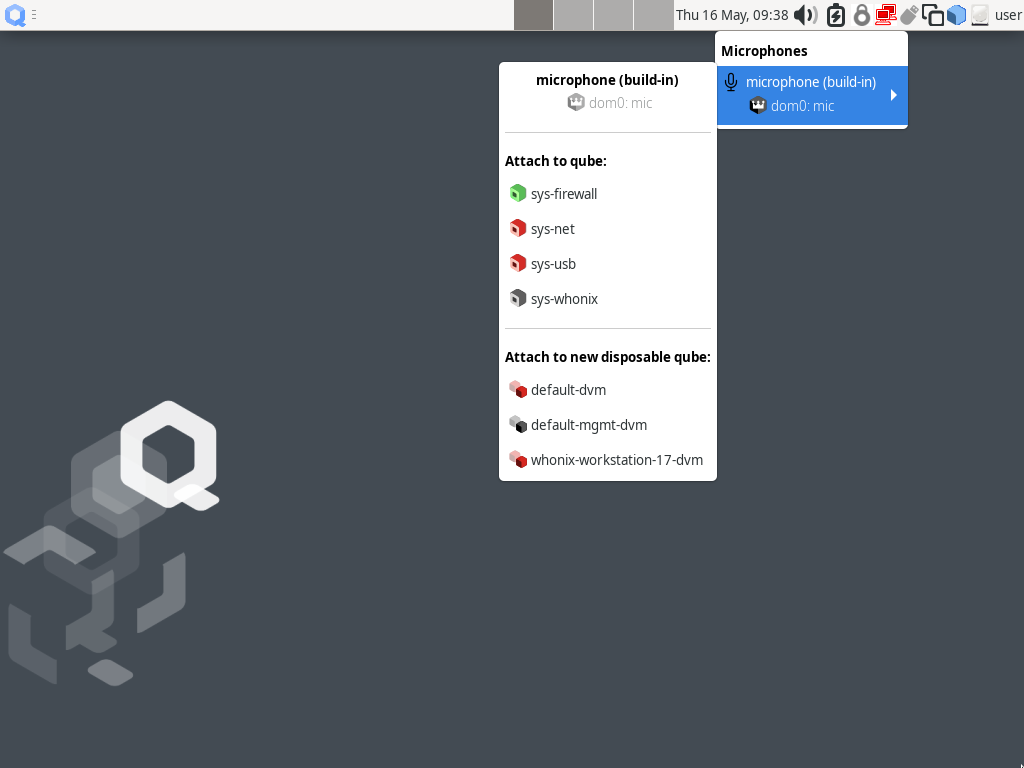 Thu 16 May, 09:38
user
Microphones
microphone (build-in)
dom0: mic
microphone (build-in)
dom0: mic
Attach to qube:
sys-firewall
sys-net
sys-usb
sys-whonix
Attach to new disposable qube:
default-dvm
default-mgmt-dvm
whonix-workstation-17-dvm